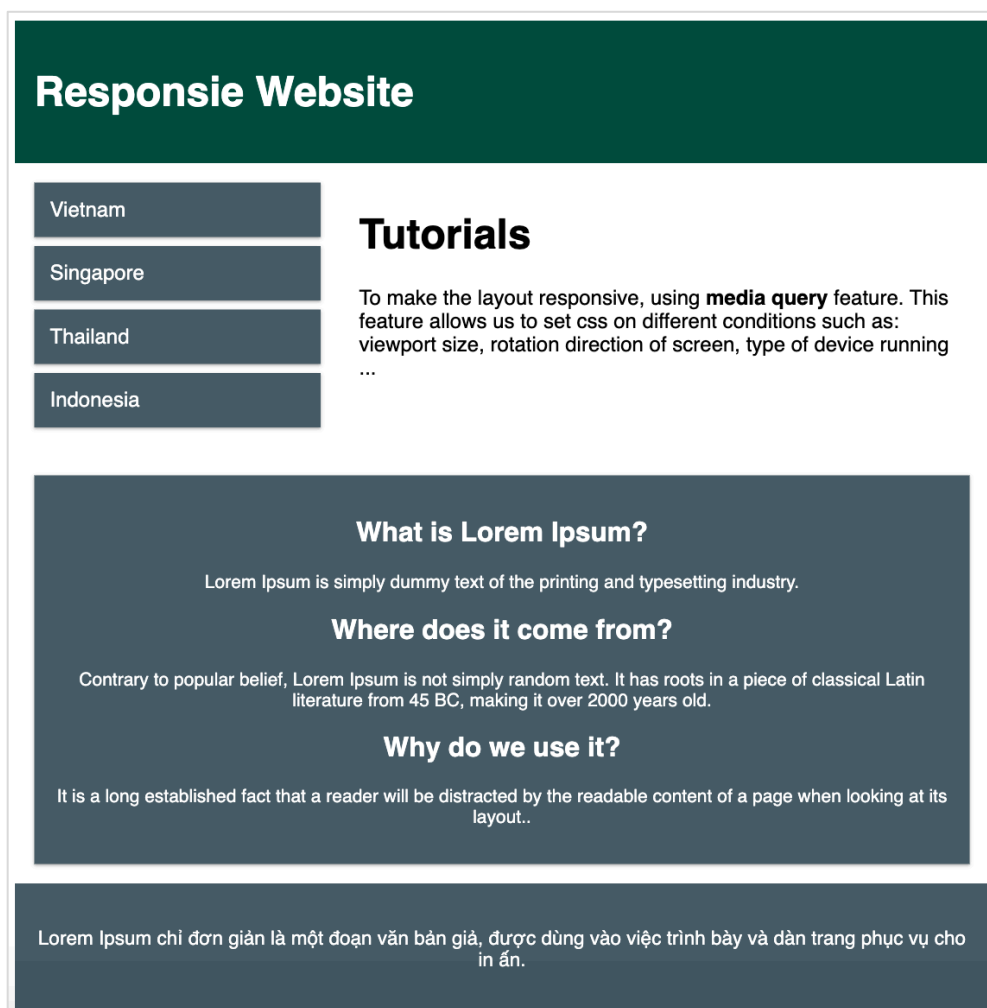 Responsie Website
Vietnam
Singapore
Thailand
Indonesia
Tutorials
To make the layout responsive, using media query feature. This
feature allows us to set css on different conditions such as:
viewport size, rotation direction of screen, type of device running
...
What is Lorem Ipsum?
Lorem Ipsum is simply dummy text of the printing and typesetting industry.
Where does it come from?
Contrary to popular belief, Lorem Ipsum is not simply random text. It has roots in a piece of classical Latin
literature from 45 BC, making it over 2000 years old.
Why do we use it?
It is a long established fact that a reader will be distracted by the readable content of a page when looking at its
layout..
Lorem Ipsum chỉ đơn giản là một đoạn văn bản giả, được dùng vào việc trình bày và dàn trang phục vụ cho
in ấn.